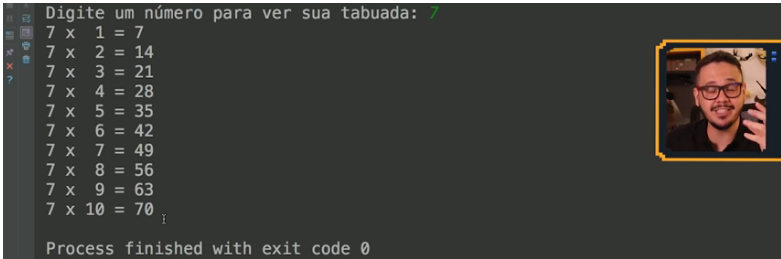 Digite um número para ver sua tabuada: 7
7 x  1 = 7
7 x  2 = 14
7 x  3 = 21
7 x  4 = 28
7 x  5 = 35
7 x  6 = 42
7 x  7 = 49
7 x  8 = 56
7 x  9 = 63
7 x 10 = 70
Process finished with exit code 0